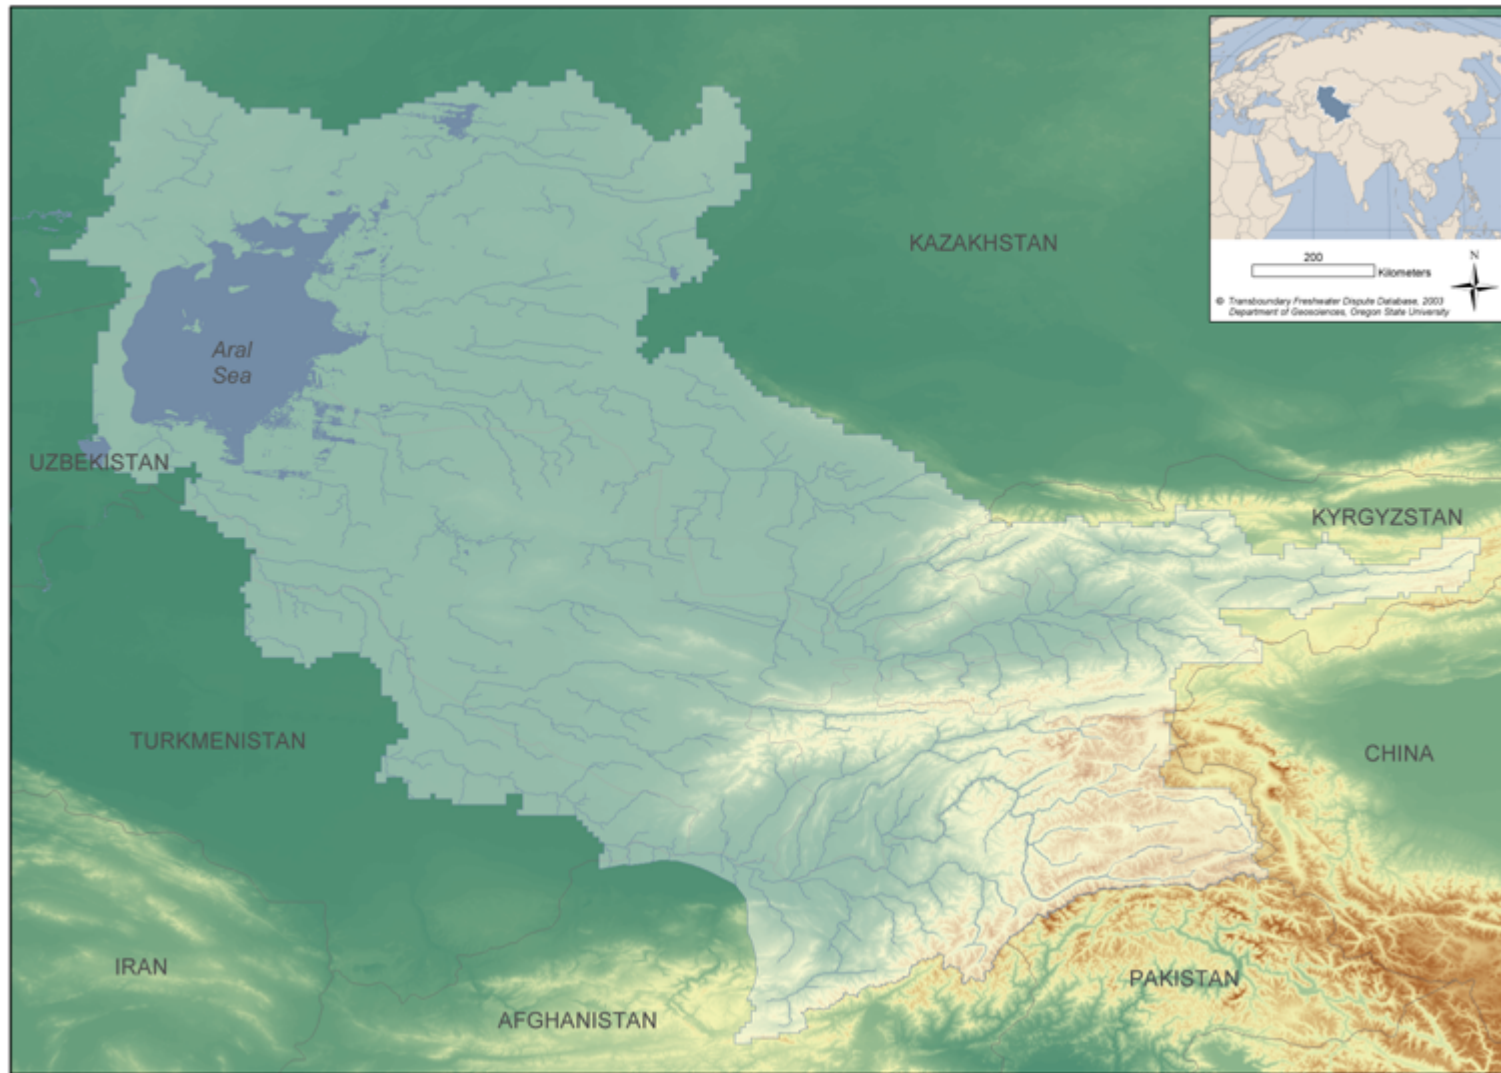 KAZAKHSTAN
200
Kilometers
N
© Transboundary Freshwater Dispute Database, 2003
Department of Geosciences, Oregon State University
Aral
Sea
UZBEKISTAN
KYRGYZSTAN
TURKMENISTAN
CHINA
IRAN
PAKISTAN
AFGHANISTAN